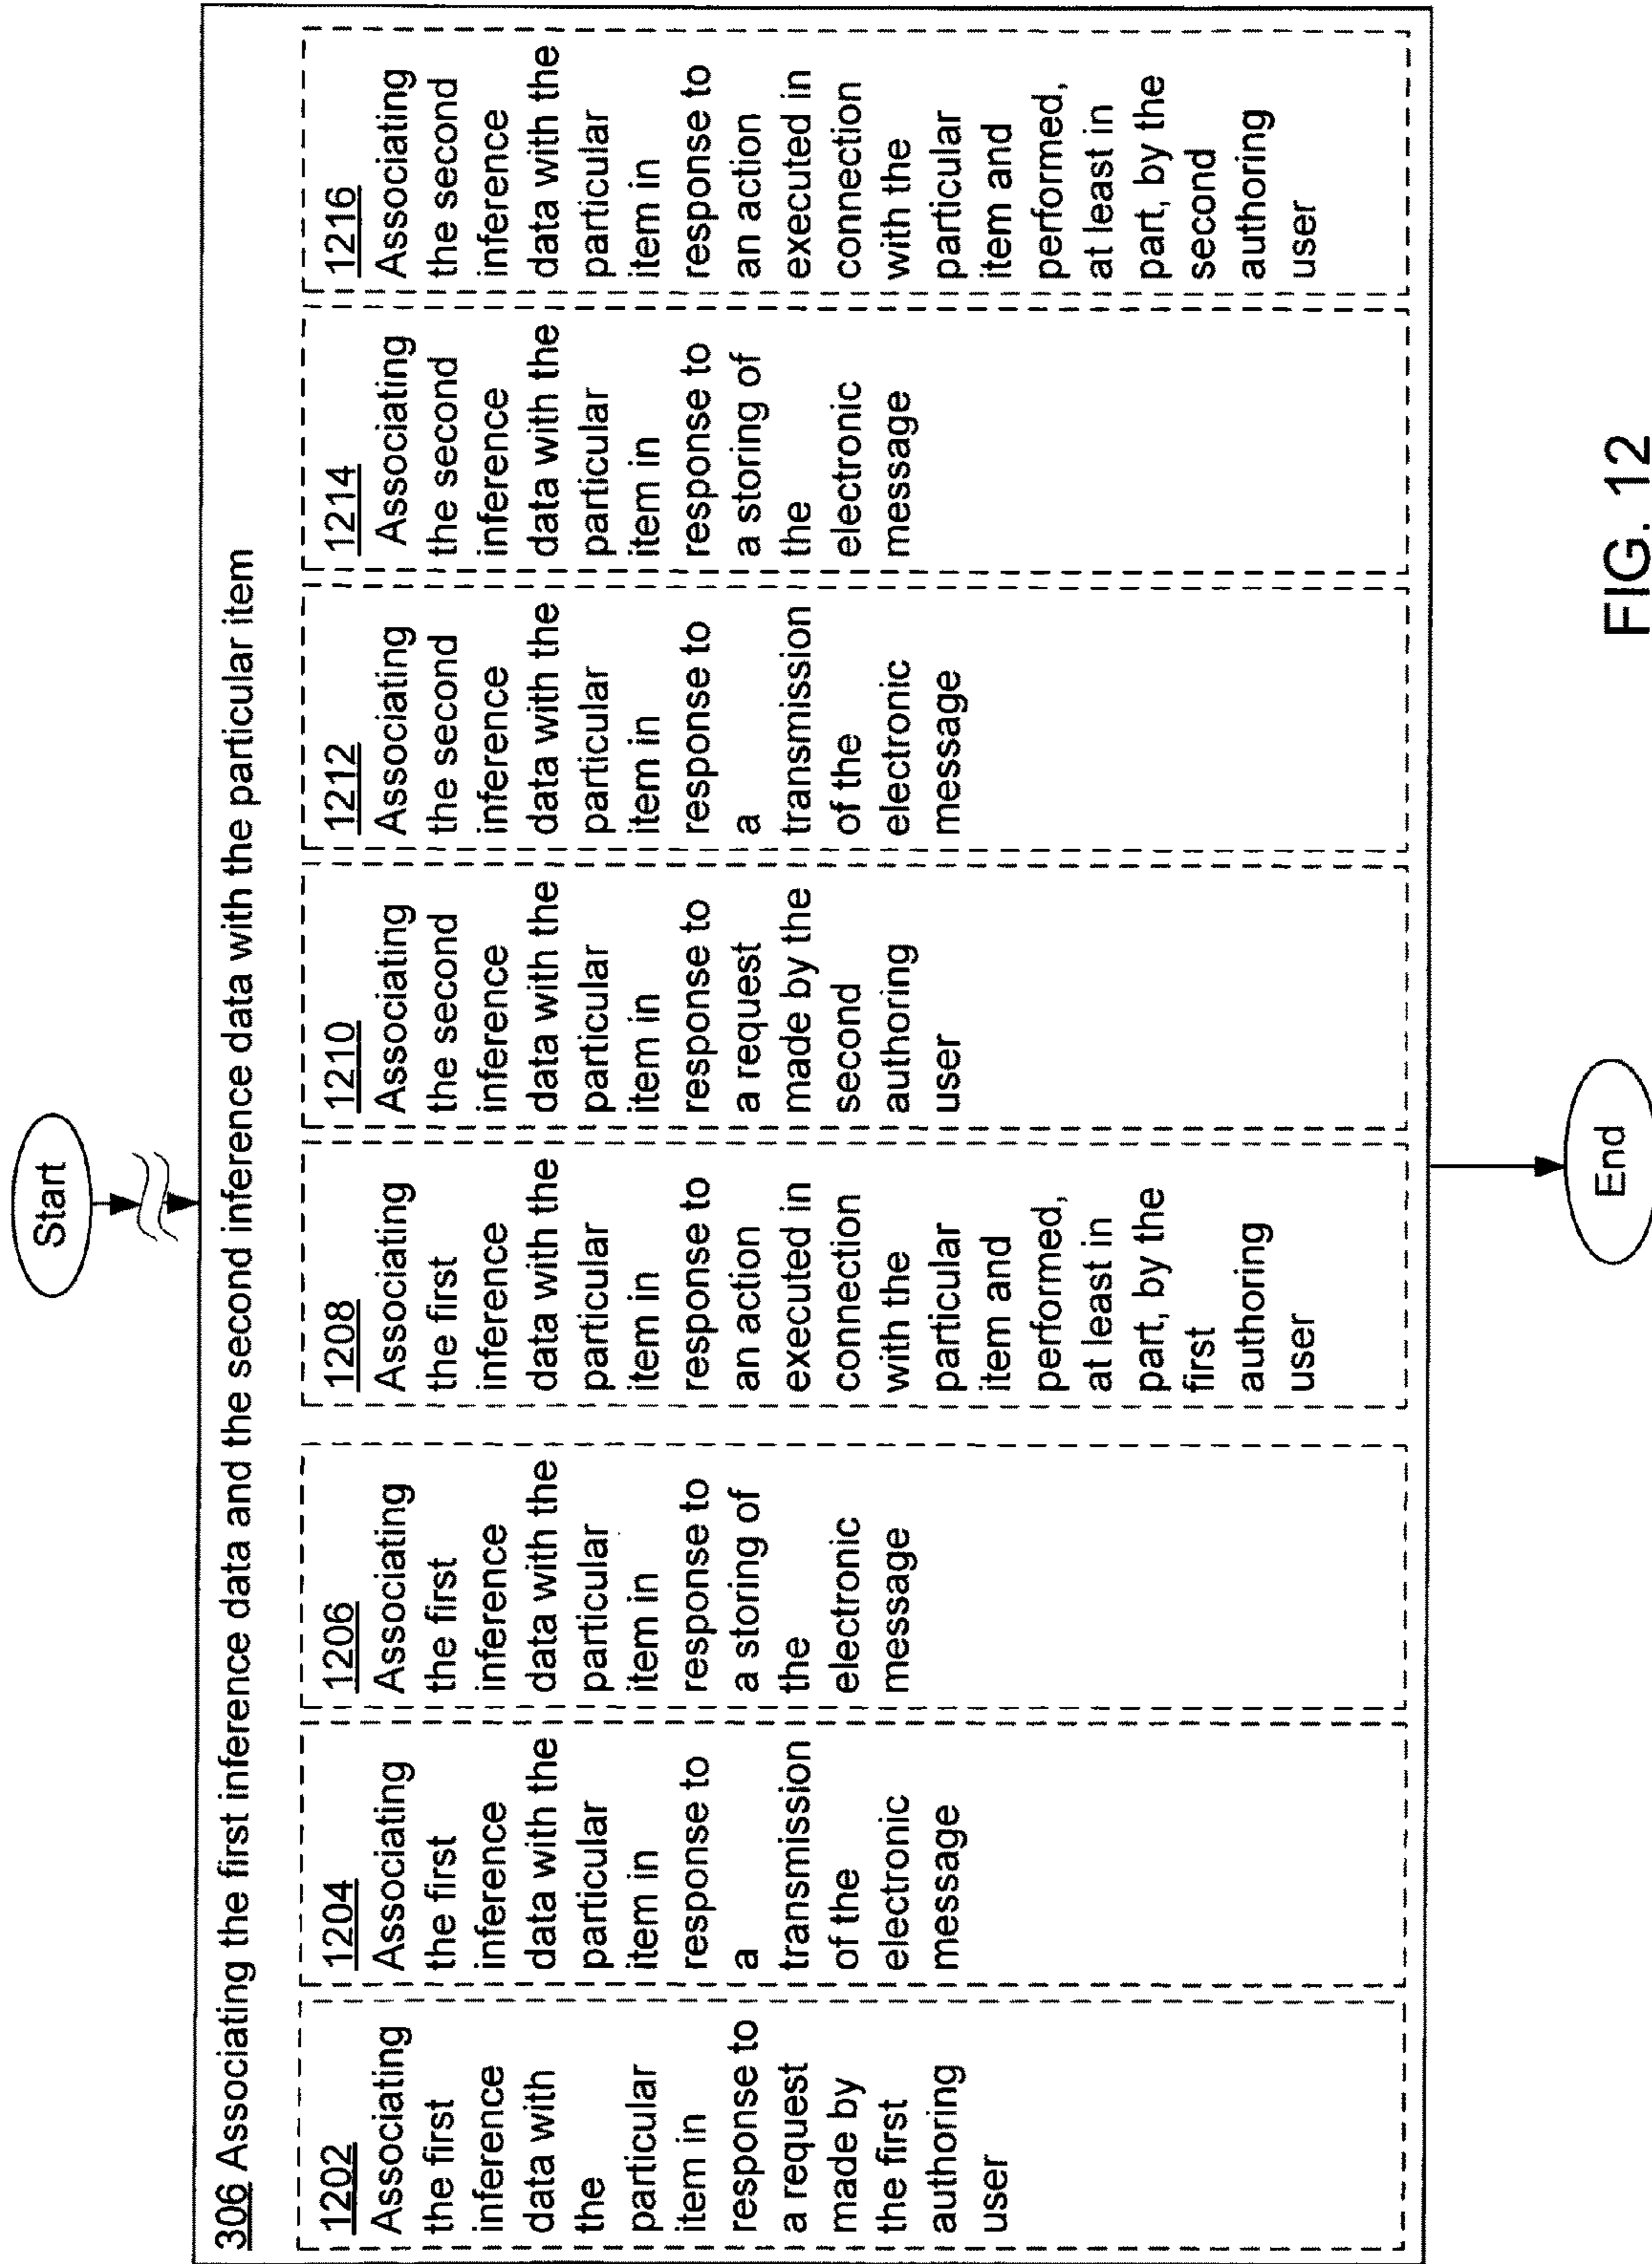 Start
306 Associating the first inference data and the second inference data with the particular item
1202
Associating
the first
inference
data with
the
particular
item in
response to
a request
made by
the first
authoring
user
1204
Associating
the first
inference
data with the
particular
item in
response to
a
transmission
of the
electronic
message
1206
Associating
the first
inference
data with the
particular
item in
response to
a storing of
the
electronic
message
1208
Associating
the first
inference
data with the
particular
item in
response to
an action
executed in
connection
with the
particular
item and
performed,
at least in
part, by the
first
authoring
user
1210
Associating
the second
inference
data with the
particular
item in
response to
a request
made by the
second
authoring
user
1212
Associating
the second
inference
data with the
particular
item in
response to
a
transmission
of the
electronic
message
1214
Associating
the second
inference
data with the
particular
item in
response to
a storing of
the
electronic
message
1216
Associating
the second
inference
data with the
particular
item in
response to
an action
executed in
connection
with the
particular
item and
performed,
at least in
part, by the
second
authoring
user
End
FIG. 12